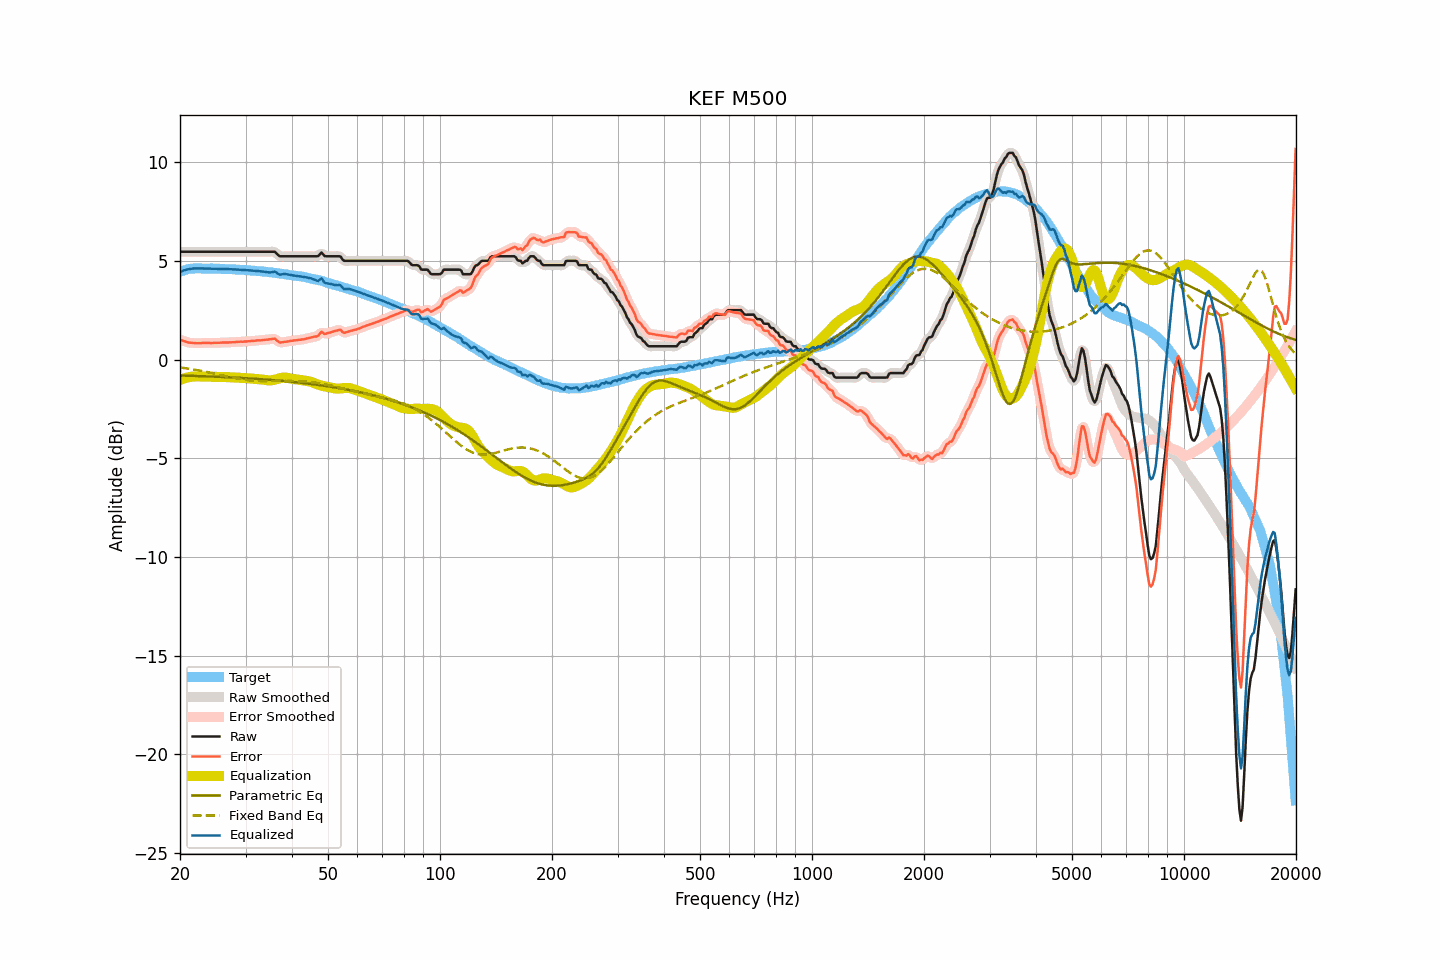 KEF M500
Amplitude (dBr)
10
5
0
−5
−10
−15
−20
−25
Target
Raw Smoothed
Error Smoothed
Raw
Error
Equalization
Parametric Eq
Fixed Band Eq
Equalized
20 50 100 200 500 1000 2000 5000 10000 20000
Frequency (Hz)